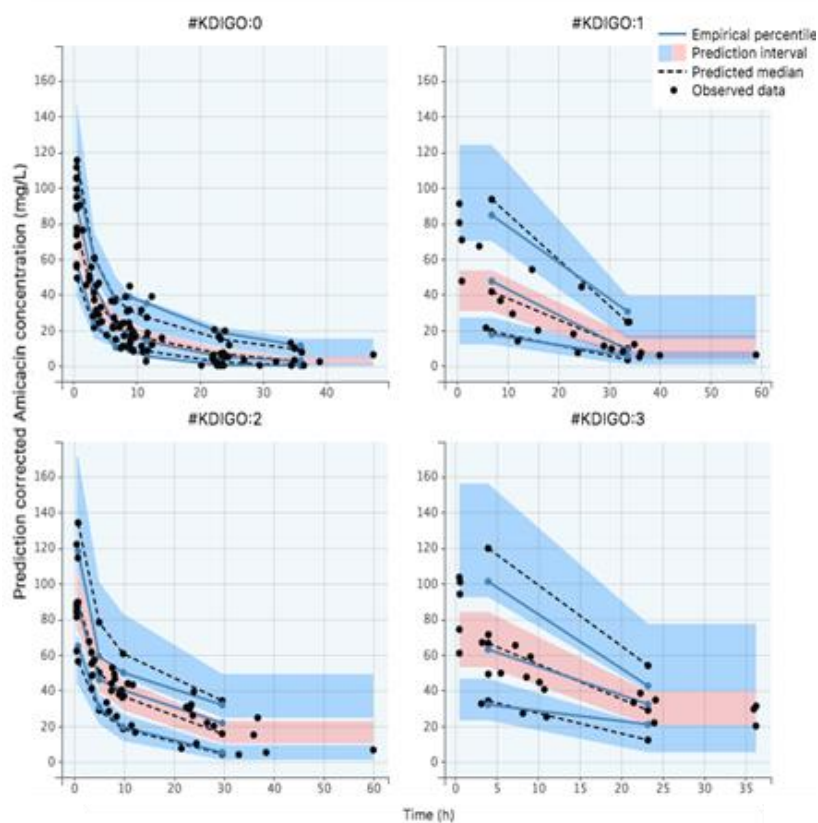 #KDIGO:0
#KDIGO:1
Empirical percentile
Prediction interval
Predicted median
Observed data
160
140
120
100
80
60
40
20
0
0 10 20 30 40
160
140
120
100
80
60
40
20
0
0 10 20 30 40 50 60
Prediction corrected Amicacin concentration (mg/L)
#KDIGO:2
#KDIGO:3
160
140
120
100
80
60
40
20
0
0 10 20 30 40 50 60
160
140
120
100
80
60
40
20
0
0 5 10 15 20 25 30 35
Time (h)